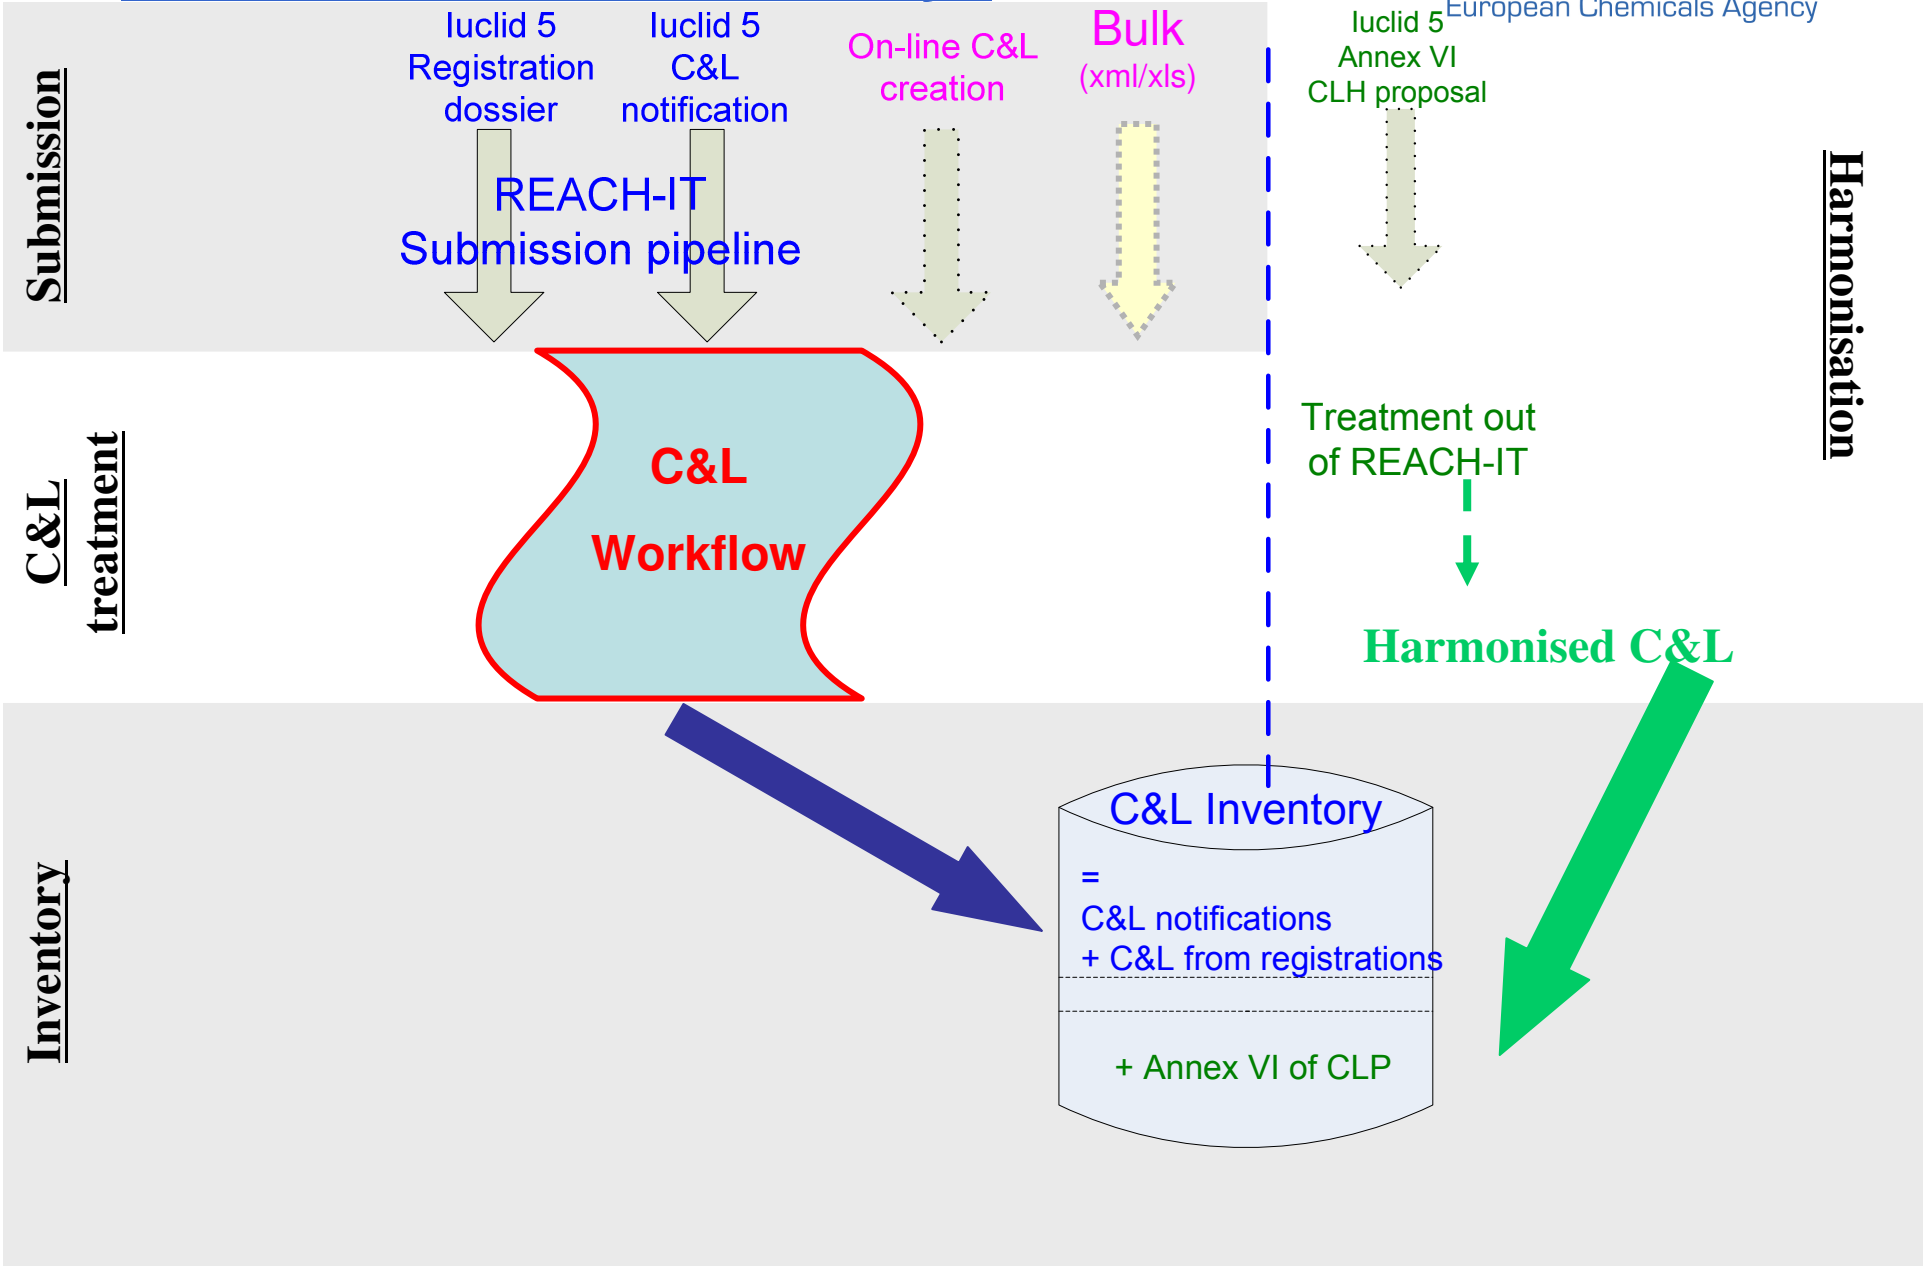 European Chemicals Agency
Submission
Iuclid 5
Registration
dossier
Iuclid 5
C&L
notification
On-line C&L
creation
Bulk
(xml/xls)
Iuclid 5
Annex VI
CLH proposal
REACH-IT
Submission pipeline
Harmonisation
C&L
treatment
C&L
Workflow
Treatment out
of REACH-IT
Harmonised C&L
Inventory
C&L Inventory
=
C&L notifications
+ C&L from registrations
+ Annex VI of CLP